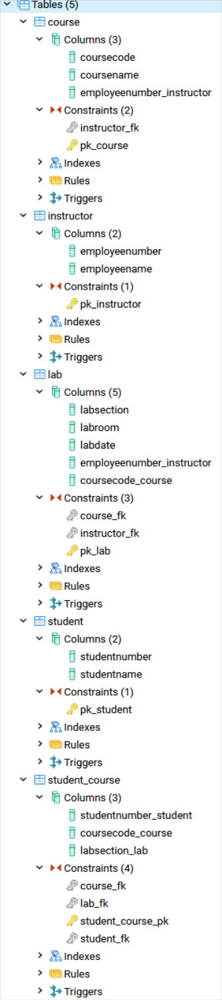 Tables (5)
course
Columns (3)
coursecode
coursename
employeenumber_instructor
Constraints (2)
instructor_fk
pk_course
Indexes
Rules
Triggers
instructor
Columns (2)
employeenumber
employeename
Constraints (1)
pk_instructor
Indexes
Rules
Triggers
lab
Columns (5)
labsection
labroom
labdate
employeenumber_instructor
coursecode_course
Constraints (3)
course_fk
instructor_fk
pk_lab
Indexes
Rules
Triggers
student
Columns (2)
studentnumber
studentname
Constraints (1)
pk_student
Indexes
Rules
Triggers
student_course
Columns (3)
studentnumber_student
coursecode_course
labsection_lab
Constraints (4)
course_fk
lab_fk
student_course_pk
student_fk
Indexes
Rules
Triggers